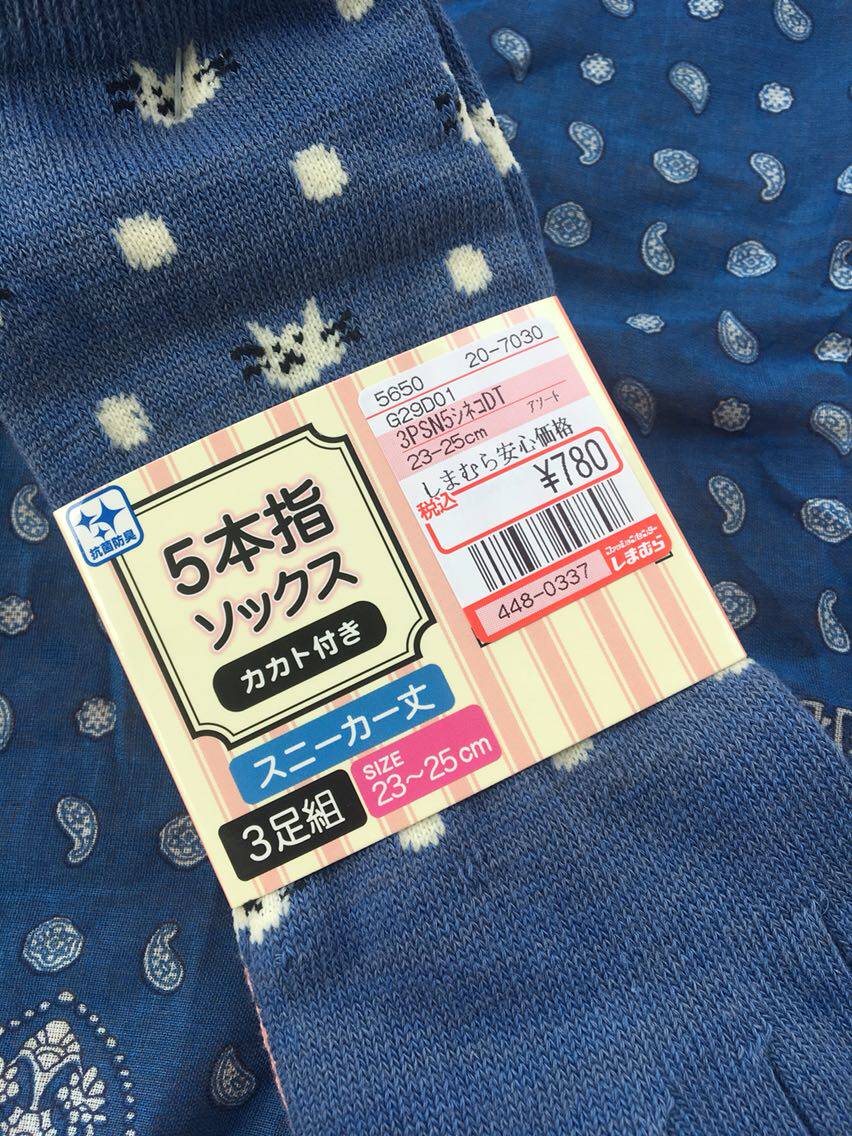 5650 20-7030
G29D01
3PSN5シネコDT アソート
23-25cm
しまむら安心価格
税込 ¥780
448-0337
ファッションセンター
しまむら
抗菌防臭
5本指
ソックス
カカト付き
スニーカー丈
3足組
SIZE
23～25cm